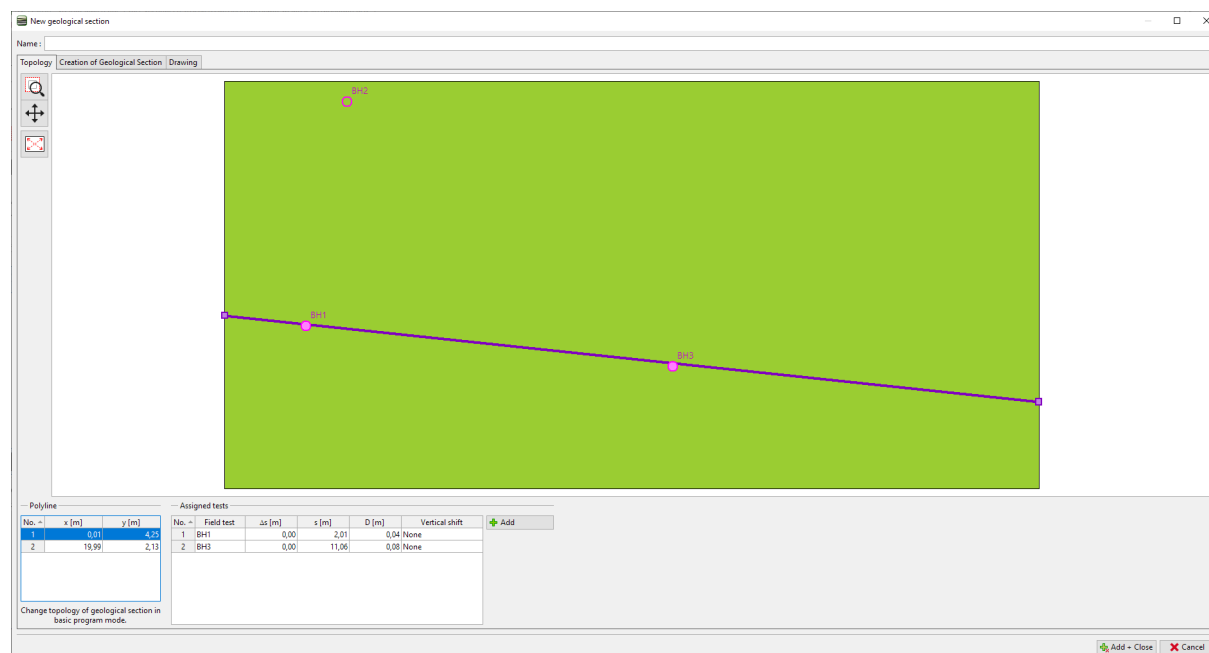 New geological section
Name :
Topology Creation of Geological Section Drawing
BH2
BH1
BH3
Polyline
No. x [m] y [m]
1 0,01 4,25
2 19,99 2,13
Change topology of geological section in
basic program mode.
Assigned tests
No. Field test Δs [m] s [m] D [m] Vertical shift
1 BH1 0,00 2,01 0,04 None
2 BH3 0,00 11,06 0,08 None
Add
Add + Close Cancel